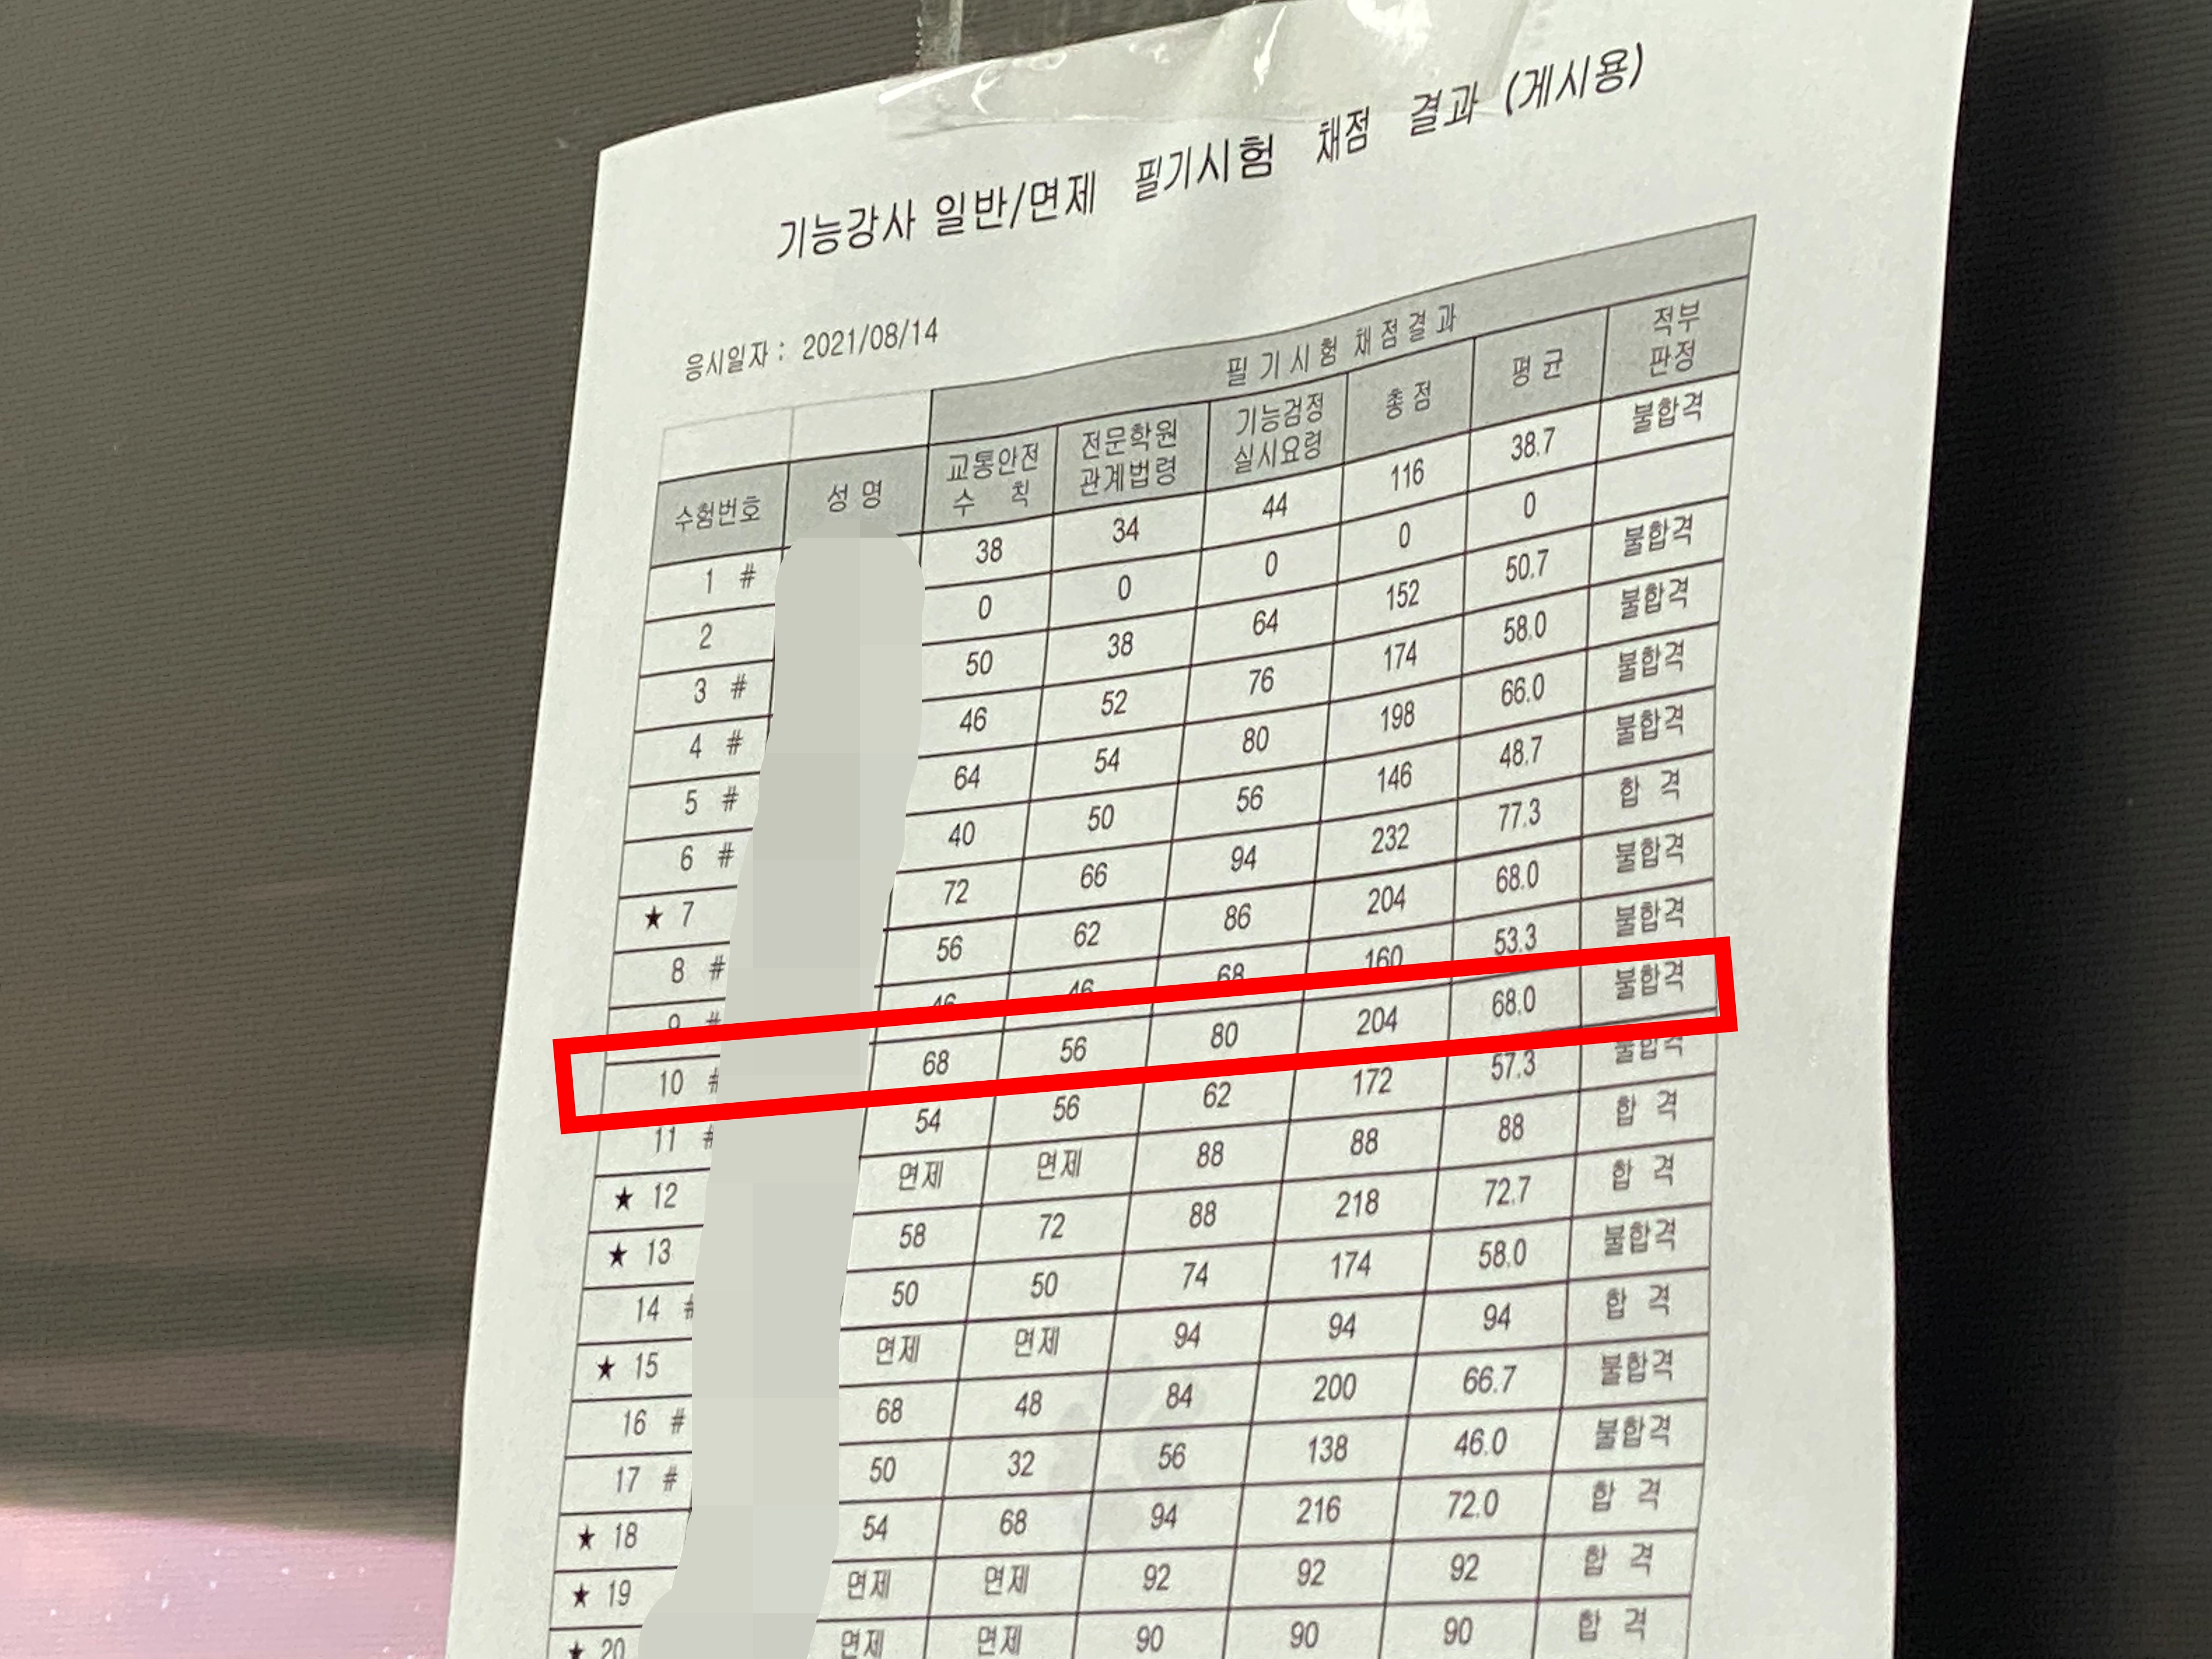 기능강사 일반/면제 필기시험 채점 결과 (게시용)
응시일자 : 2021/08/14
필 기 시 험 채 점 결 과
수험번호 성 명 교통안전 수 칙 전문학원 관계법령 기능검정 실시요령 총 점 평 균 적부 판정
1 # 38 34 44 116 38.7 불합격
2 0 0 0 0 0
3 # 50 38 64 152 50.7 불합격
4 # 46 52 76 174 58.0 불합격
5 # 64 54 80 198 66.0 불합격
6 # 40 50 56 146 48.7 불합격
★ 7 72 66 94 232 77.3 합 격
8 # 56 62 86 204 68.0 불합격
9 # 46 46 68 160 53.3 불합격
10 # 68 56 80 204 68.0 불합격
11 # 54 56 62 172 57.3 불합격
★ 12 면제 면제 88 88 88 합 격
★ 13 58 72 88 218 72.7 합 격
14 # 50 50 74 174 58.0 불합격
★ 15 면제 면제 94 94 94 합 격
16 # 68 48 84 200 66.7 불합격
17 # 50 32 56 138 46.0 불합격
★ 18 54 68 94 216 72.0 합 격
★ 19 면제 면제 92 92 92 합 격
★ 20 면제 면제 90 90 90 합 격